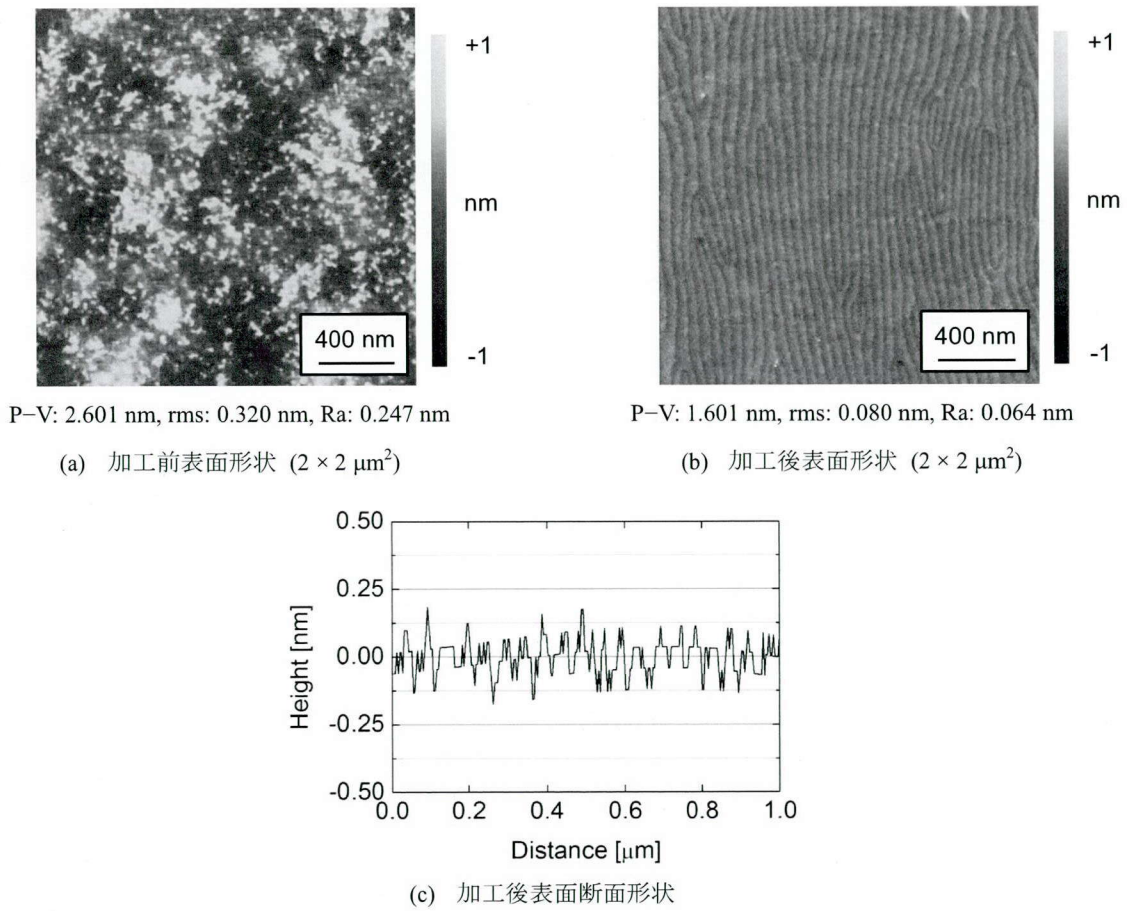 +1
nm
-1
400 nm
P−V: 2.601 nm, rms: 0.320 nm, Ra: 0.247 nm
(a) 加工前表面形状 (2 × 2 μm²)
+1
nm
-1
400 nm
P−V: 1.601 nm, rms: 0.080 nm, Ra: 0.064 nm
(b) 加工後表面形状 (2 × 2 μm²)
0.50
0.25
0.00
-0.25
-0.50
Height [nm]
0.0 0.2 0.4 0.6 0.8 1.0
Distance [μm]
(c) 加工後表面断面形状